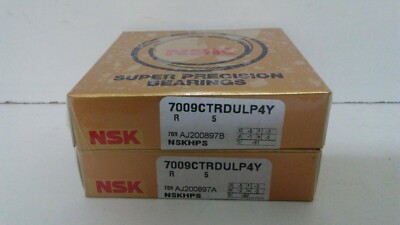 NSK
SUPER PRECISION
BEARINGS
NSK
7009CTRDULP4Y
R 5
AJ200897B
NSKHPS
NSK
7009CTRDULP4Y
R 5
AJ200897A
NSKHPS